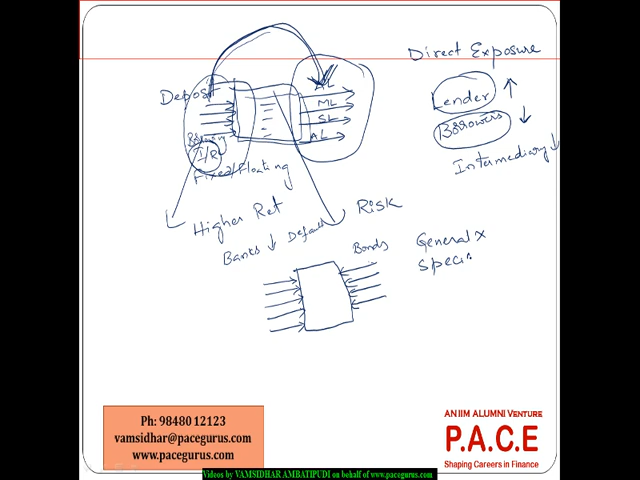 Direct Exposure
Deposit
AL
ML
SL
AL
Lender ↑
Borrowers ↓
Intermediary ↓
I/R
Fixed/Floating
Higher Ret
Risk
Banks ↓ Default
Bonds
General x
Speci
Ph: 98480 12123
vamsidhar@pacegurus.com
www.pacegurus.com
AN IIM ALUMNI VENTURE
P.A.C.E
Shaping Careers in Finance
Videos by VAMSIDHAR AMBATIPUDI on behalf of www.pacegurus.com